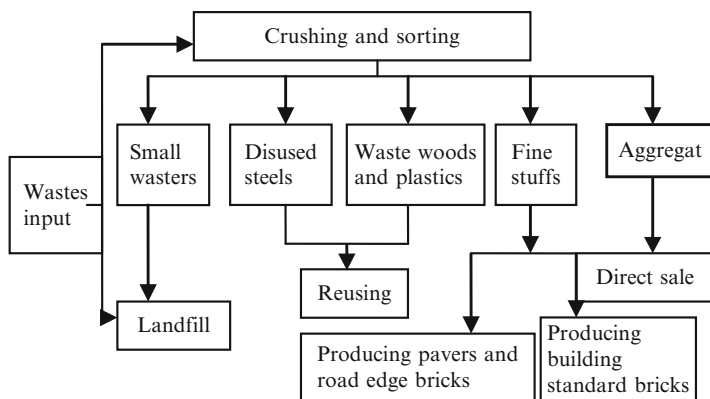 Crushing and sorting
Small
wasters
Disused
steels
Waste woods
and plastics
Fine
stuffs
Aggregat
Wastes
input
Reusing
Direct sale
Landfill
Producing pavers and
road edge bricks
Producing
building
standard bricks